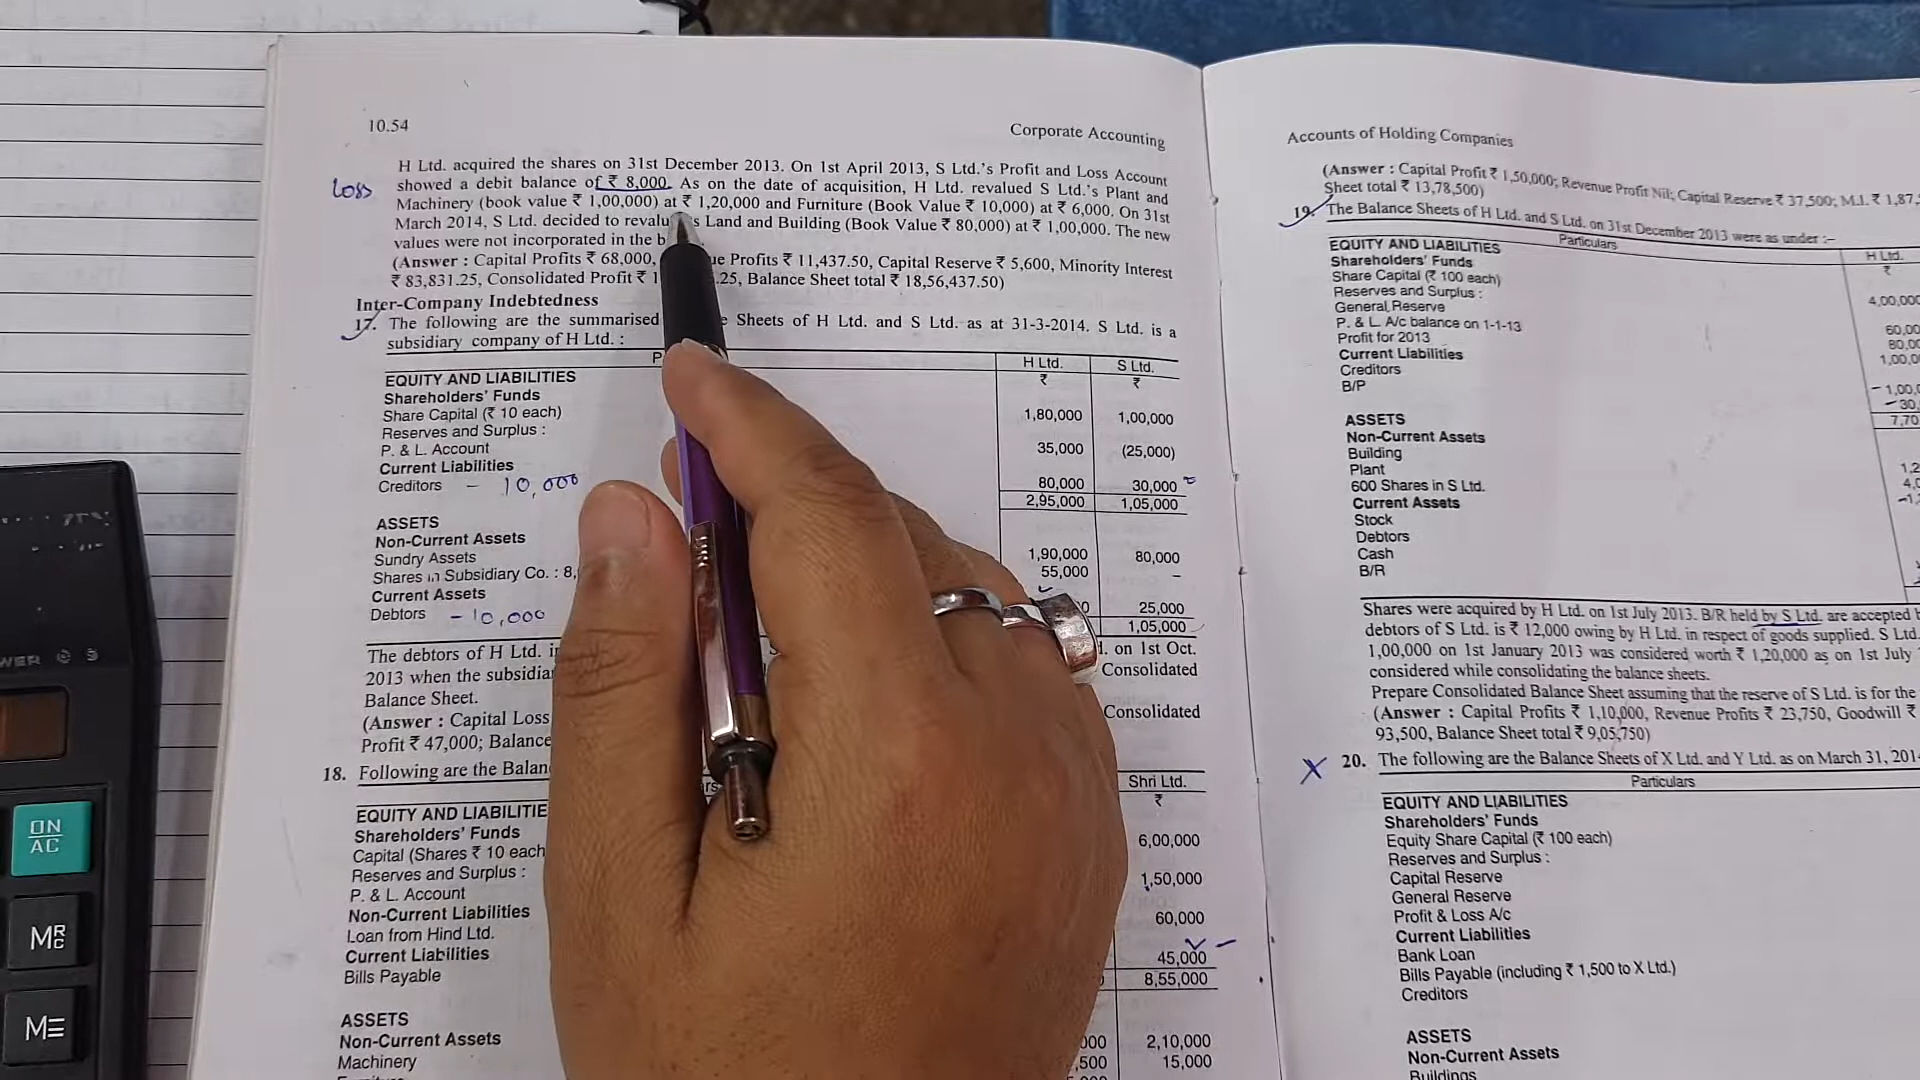 10.54
Corporate Accounting
H Ltd. acquired the shares on 31st December 2013. On 1st April 2013, S Ltd.'s Profit and Loss Account
Loss
showed a debit balance of ₹ 8,000. As on the date of acquisition, H Ltd. revalued S Ltd.'s Plant and
Machinery (book value ₹ 1,00,000) at ₹ 1,20,000 and Furniture (Book Value ₹ 10,000) at ₹ 6,000. On 31st
March 2014, S Ltd. decided to Land and Building (Book Value ₹ 80,000) at ₹ 1,00,000. The new
values were not incorporated in the
(Answer : Capital Profits ₹ 68,000, Profits ₹ 11,437.50, Capital Reserve ₹ 5,600, Minority Interest
₹ 83,831.25, Consolidated Profit ₹ .25, Balance Sheet total ₹ 18,56,437.50)
Inter-Company Indebtedness
17. The following are the summarised Sheets of H Ltd. and S Ltd. as at 31-3-2014. S Ltd. is a
subsidiary company of H Ltd. :
H Ltd. S Ltd.
₹ ₹
EQUITY AND LIABILITIES
Shareholders' Funds
Share Capital (₹ 10 each) 1,80,000 1,00,000
Reserves and Surplus :
P. & L. Account 35,000 (25,000)
Current Liabilities
Creditors - 10,000 80,000 30,000
2,95,000 1,05,000
ASSETS
Non-Current Assets
Sundry Assets 1,90,000 80,000
Shares in Subsidiary Co. : 8, 55,000 –
Current Assets
Debtors - 10,000 25,000
1,05,000
The debtors of H Ltd. on 1st Oct.
2013 when the Consolidated
Balance Sheet.
(Answer : Capital Loss Consolidated
Profit ₹ 47,000; Balance
18. Following are the
Shri Ltd.
₹
EQUITY AND
Shareholders' Funds
Capital (Shares ₹ 10 each 6,00,000
Reserves and Surplus :
P. & L. Account 1,50,000
Non-Current Liabilities
Loan from Hind Ltd. 60,000
Current Liabilities
Bills Payable 45,000
8,55,000
ASSETS
Non-Current Assets
Machinery 2,10,000
15,000
Accounts of Holding Companies
(Answer : Capital Profit ₹ 1,50,000; Revenue Profit Nil; Capital Reserve ₹ 37,500; M.I. ₹ 1,87,
Sheet total ₹ 13,78,500)
19. The Balance Sheets of H Ltd. and S Ltd. on 31st December 2013 were as under :–
Particulars
H Ltd.
₹
EQUITY AND LIABILITIES
Shareholders' Funds
Share Capital (₹ 100 each) 4,00,000
Reserves and Surplus :
General Reserve
P. & L. A/c balance on 1-1-13
Profit for 2013
Current Liabilities
Creditors
B/P
ASSETS
Non-Current Assets
Building
Plant
600 Shares in S Ltd.
Current Assets
Stock
Debtors
Cash
B/R
Shares were acquired by H Ltd. on 1st July 2013. B/R held by S Ltd. are accepted
debtors of S Ltd. is ₹ 12,000 owing by H Ltd. in respect of goods supplied. S Ltd.
1,00,000 on 1st January 2013 was considered worth ₹ 1,20,000 as on 1st July
considered while consolidating the balance sheets.
Prepare Consolidated Balance Sheet assuming that the reserve of S Ltd. is for the
(Answer : Capital Profits ₹ 1,10,000, Revenue Profits ₹ 23,750, Goodwill ₹
93,500, Balance Sheet total ₹ 9,05,750)
X 20. The following are the Balance Sheets of X Ltd. and Y Ltd. as on March 31,
Particulars
EQUITY AND LIABILITIES
Shareholders' Funds
Equity Share Capital (₹ 100 each)
Reserves and Surplus :
Capital Reserve
General Reserve
Profit & Loss A/c
Current Liabilities
Bank Loan
Bills Payable (including ₹ 1,500 to X Ltd.)
Creditors
ASSETS
Non-Current Assets
Buildings
ON
AC
MRC
M=